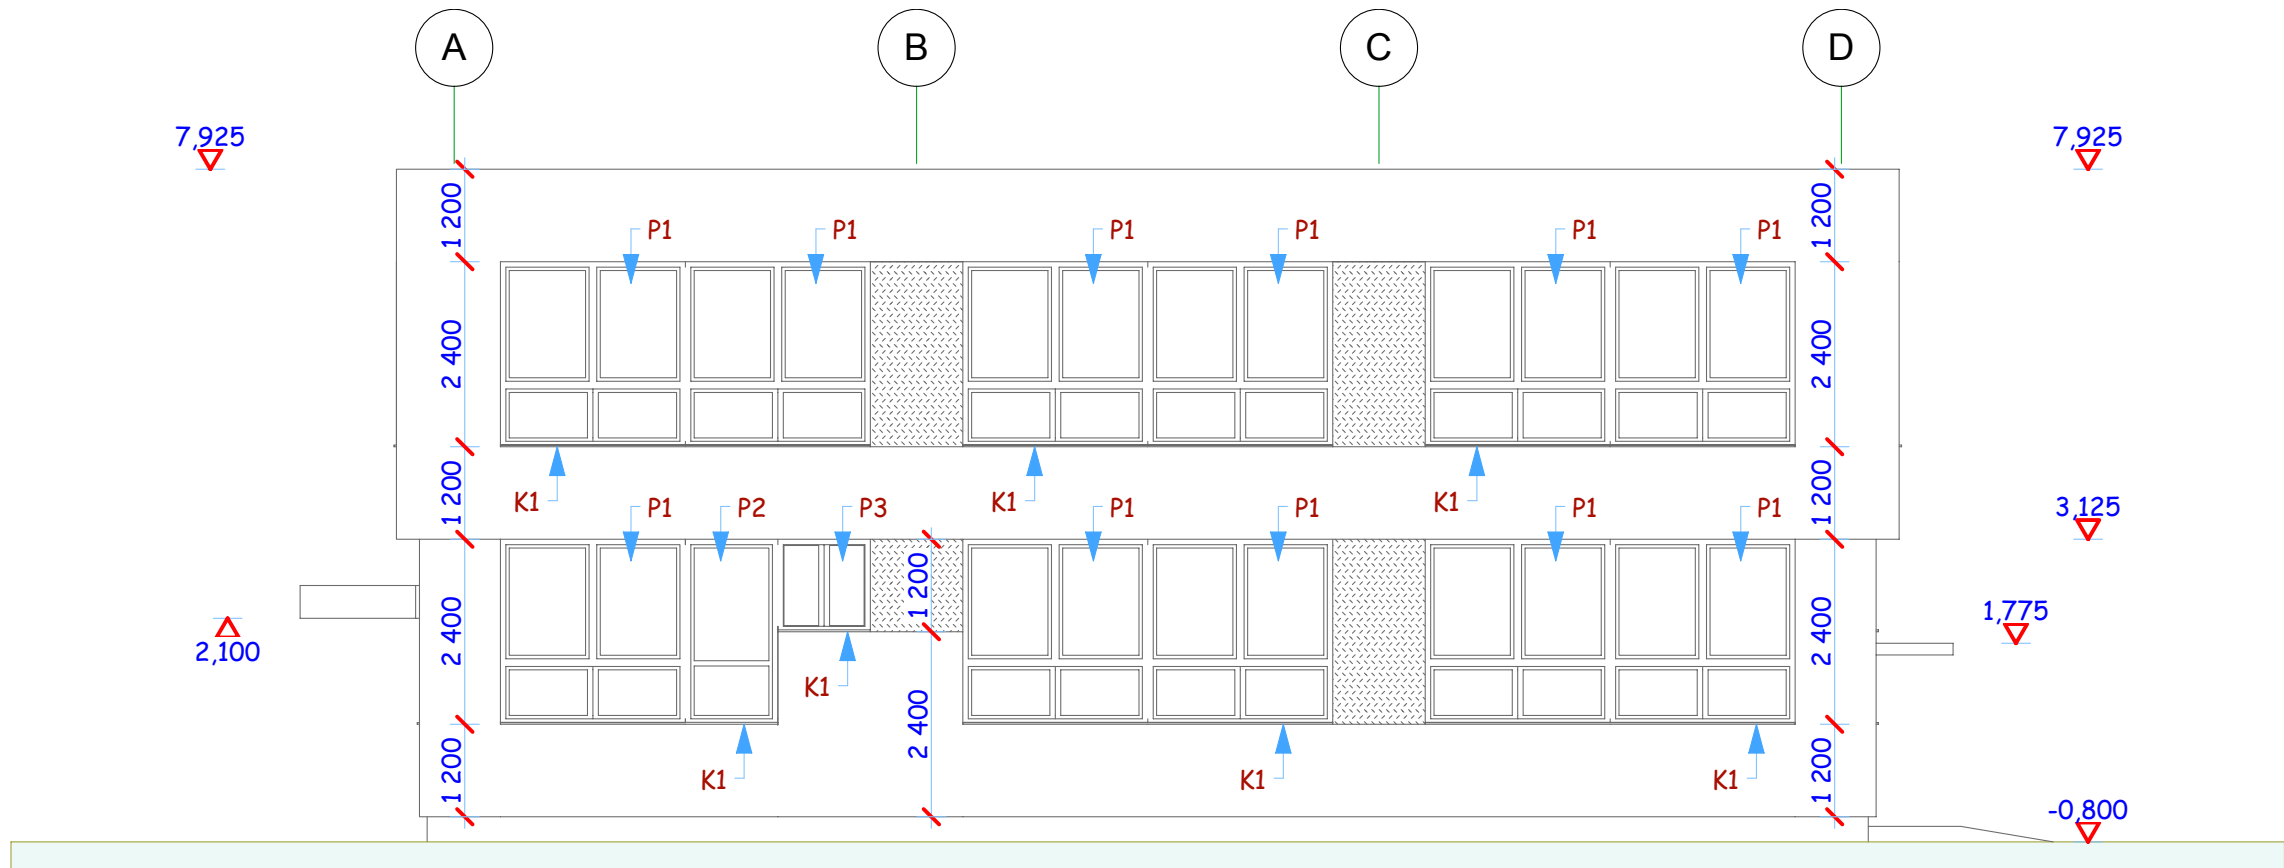 A B C D
7,925 7,925
1 200 1 200
P1 P1 P1 P1 P1 P1
2 400 2 400
K1 K1 K1
1 200 1 200
P1 P2 P3 P1 P1 P1 P1
3,125
1 200
2 400 2 400
2,100 1,775
K1
2 400
K1 K1 K1
1 200 1 200
-0,800